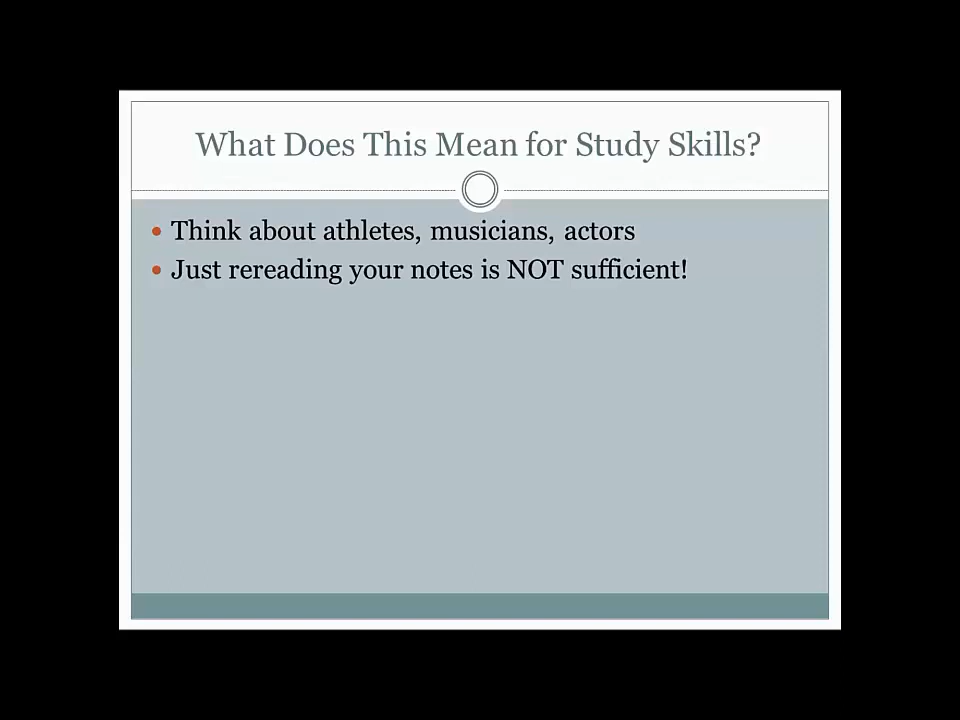 What Does This Mean for Study Skills?
• Think about athletes, musicians, actors
• Just rereading your notes is NOT sufficient!